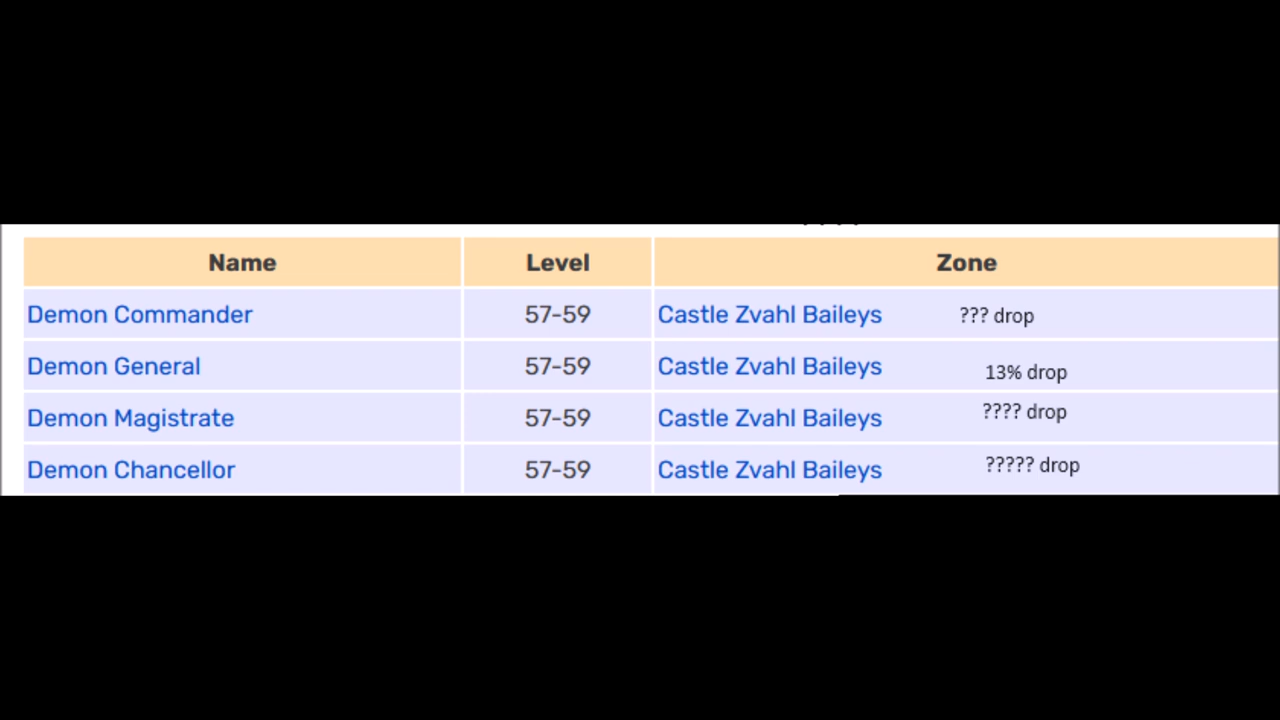 Name Level Zone
Demon Commander 57-59 Castle Zvahl Baileys ??? drop
Demon General 57-59 Castle Zvahl Baileys 13% drop
Demon Magistrate 57-59 Castle Zvahl Baileys ???? drop
Demon Chancellor 57-59 Castle Zvahl Baileys ????? drop